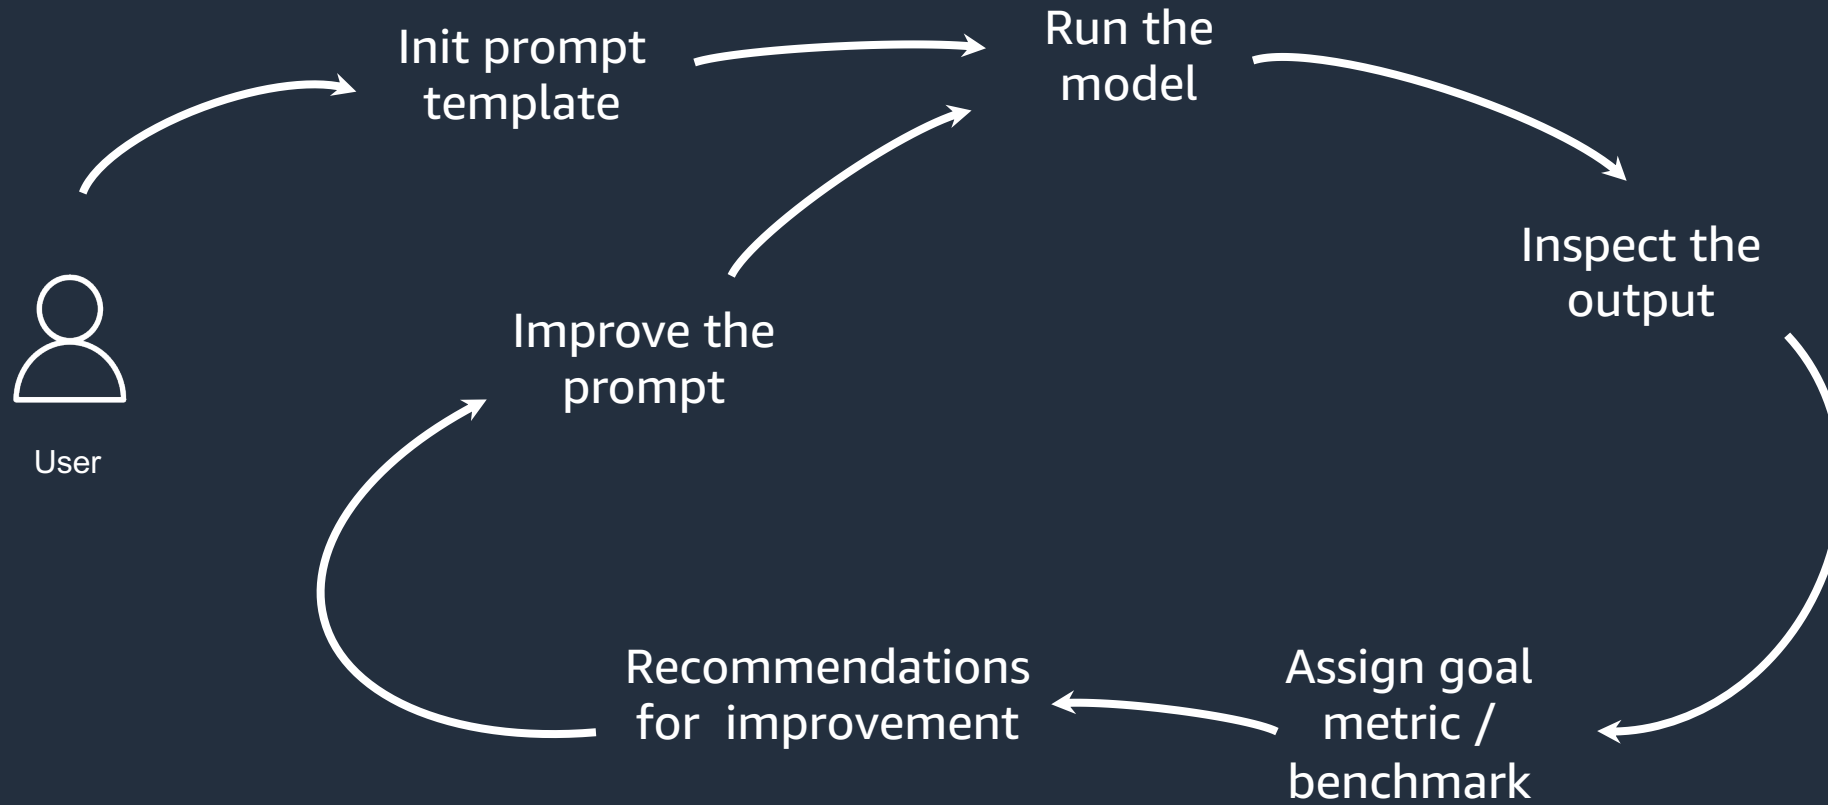 Init prompt
template
Run the
model
Inspect the
output
Improve the
prompt
User
Recommendations
for  improvement
Assign goal
metric /
benchmark